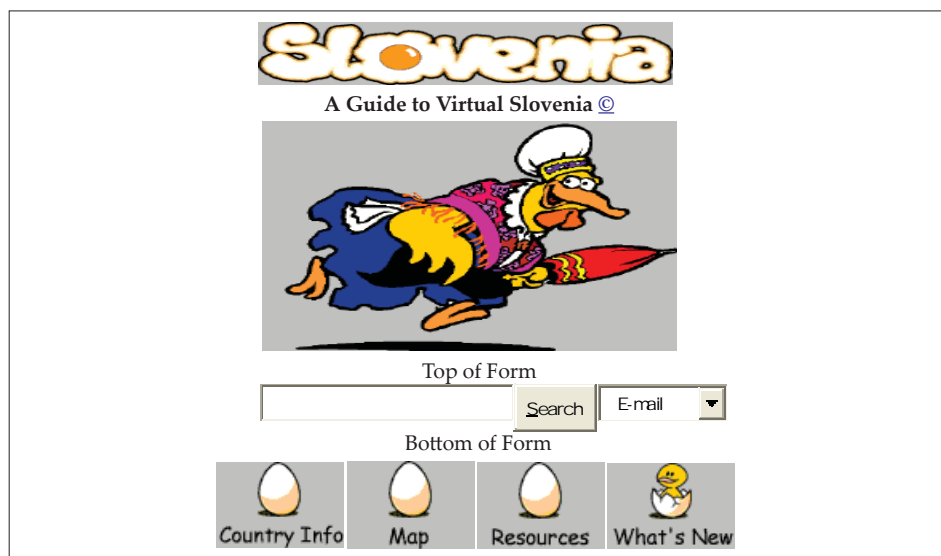 Slovenia
A Guide to Virtual Slovenia ©
Top of Form
Search E-mail
Bottom of Form
Country Info Map Resources What's New